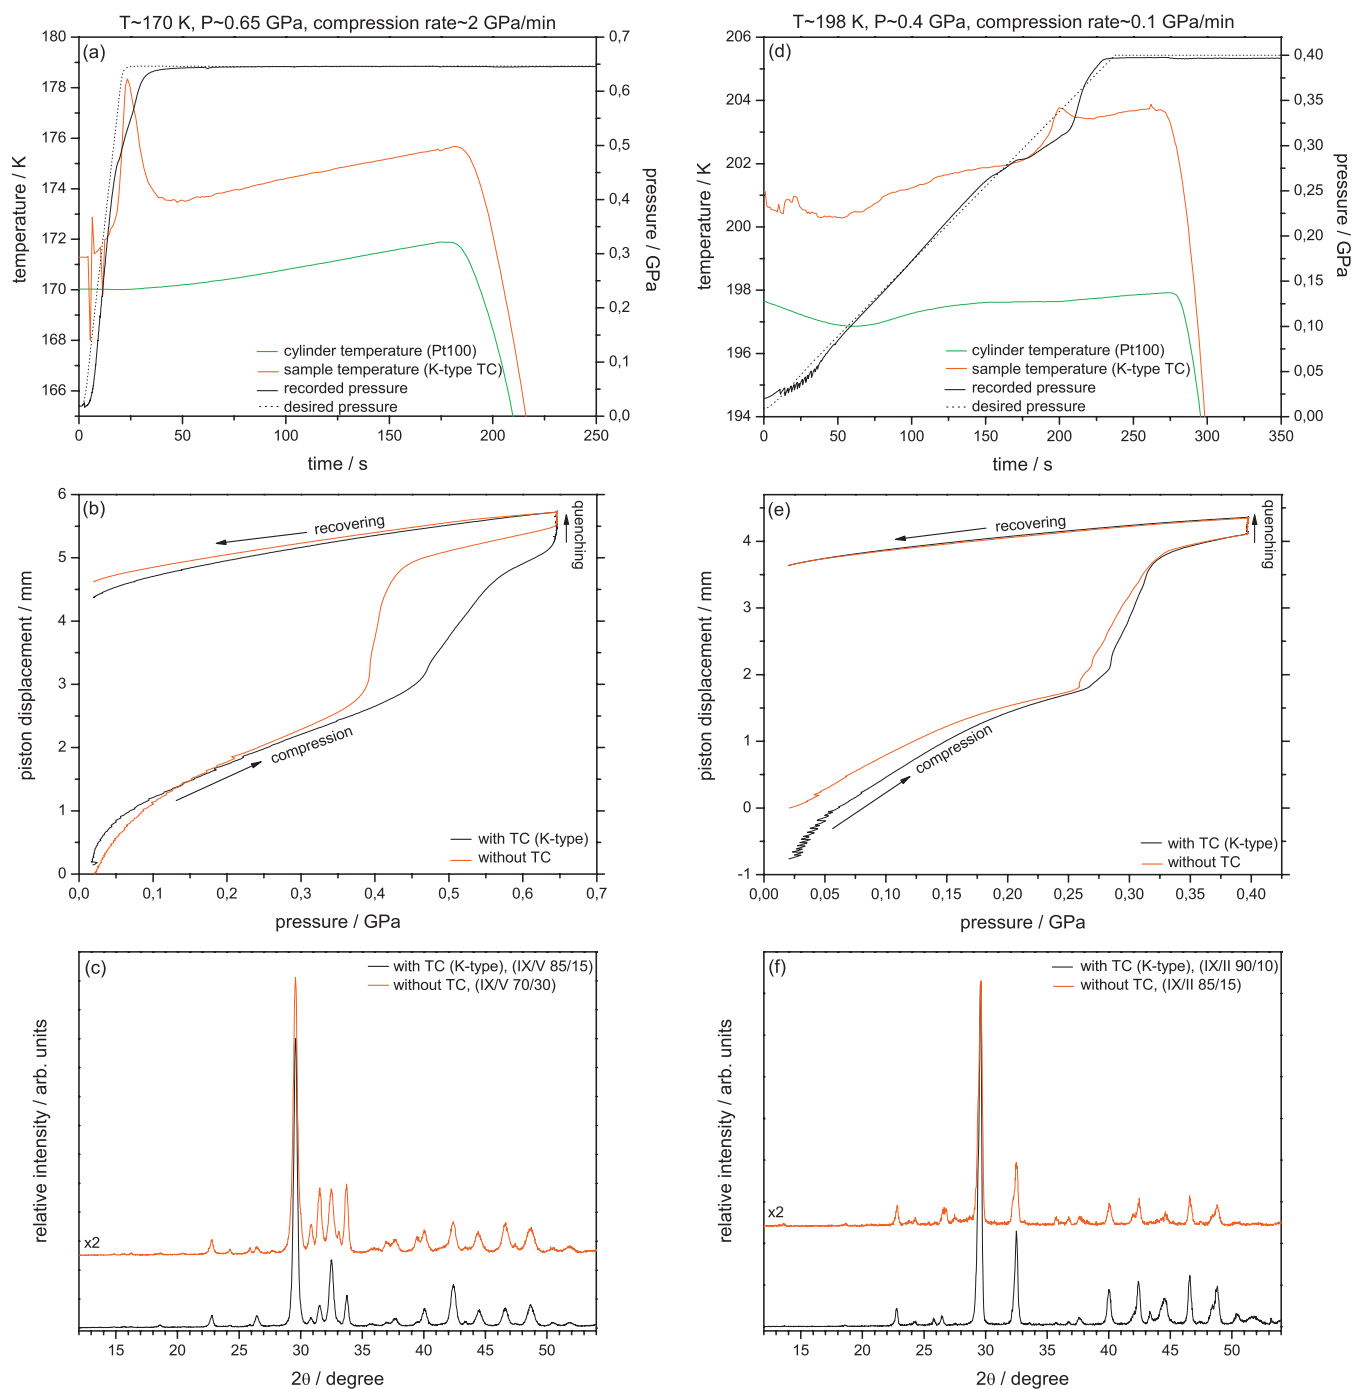 T~170 K, P~0.65 GPa, compression rate~2 GPa/min
(a)
180
178
176
174
172
170
168
166
temperature / K
0,7
0,6
0,5
0,4
0,3
0,2
0,1
0,0
pressure / GPa
cylinder temperature (Pt100)
sample temperature (K-type TC)
recorded pressure
desired pressure
0 50 100 150 200 250
time / s
T~198 K, P~0.4 GPa, compression rate~0.1 GPa/min
(d)
206
204
202
200
198
196
194
temperature / K
0,40
0,35
0,30
0,25
0,20
0,15
0,10
0,05
0,00
pressure / GPa
cylinder temperature (Pt100)
sample temperature (K-type TC)
recorded pressure
desired pressure
0 50 100 150 200 250 300 350
time / s
(b)
6
5
4
3
2
1
0
piston displacement / mm
recovering
quenching
compression
with TC (K-type)
without TC
0,0 0,1 0,2 0,3 0,4 0,5 0,6 0,7
pressure / GPa
(e)
4
3
2
1
0
-1
piston displacement / mm
recovering
quenching
compression
with TC (K-type)
without TC
0,00 0,05 0,10 0,15 0,20 0,25 0,30 0,35 0,40
pressure / GPa
(c)
with TC (K-type), (IX/V 85/15)
without TC, (IX/V 70/30)
relative intensity / arb. units
x2
15 20 25 30 35 40 45 50
2θ / degree
(f)
with TC (K-type), (IX/II 90/10)
without TC, (IX/II 85/15)
relative intensity / arb. units
x2
15 20 25 30 35 40 45 50
2θ / degree